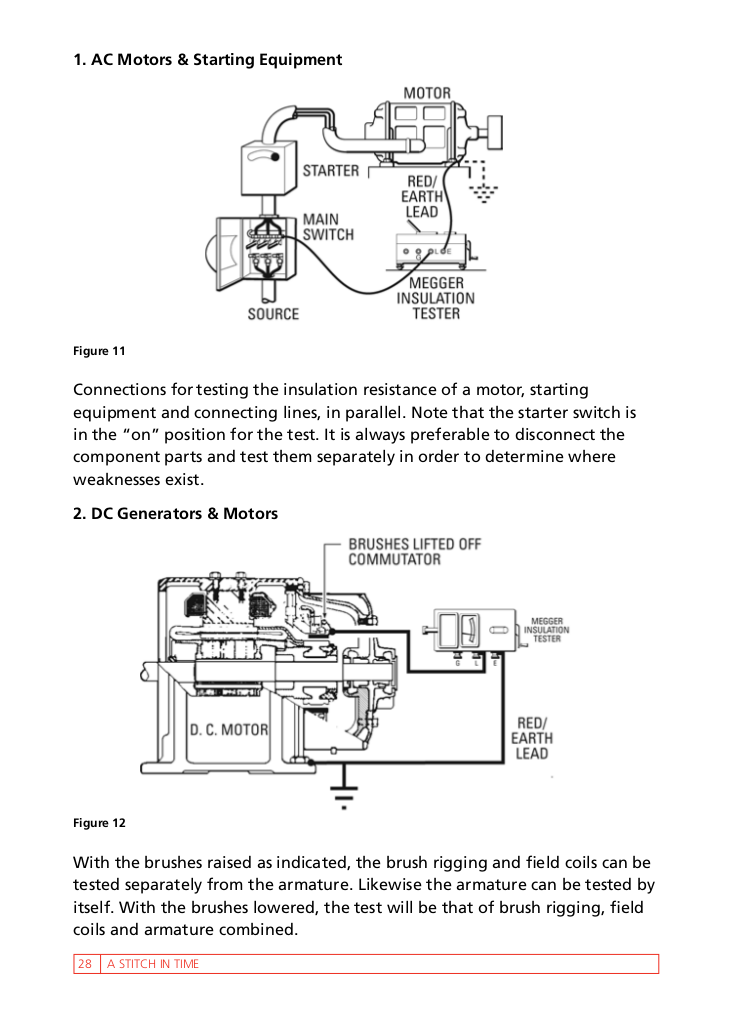 1. AC Motors & Starting Equipment
MOTOR
STARTER
RED/
EARTH
LEAD
MAIN
SWITCH
G L E
MEGGER
INSULATION
TESTER
SOURCE
Figure 11
Connections for testing the insulation resistance of a motor, starting
equipment and connecting lines, in parallel. Note that the starter switch is
in the “on” position for the test. It is always preferable to disconnect the
component parts and test them separately in order to determine where
weaknesses exist.
2. DC Generators & Motors
BRUSHES LIFTED OFF
COMMUTATOR
MEGGER
INSULATION
TESTER
G L E
D. C. MOTOR
RED/
EARTH
LEAD
Figure 12
With the brushes raised as indicated, the brush rigging and field coils can be
tested separately from the armature. Likewise the armature can be tested by
itself. With the brushes lowered, the test will be that of brush rigging, field
coils and armature combined.
28 A STITCH IN TIME